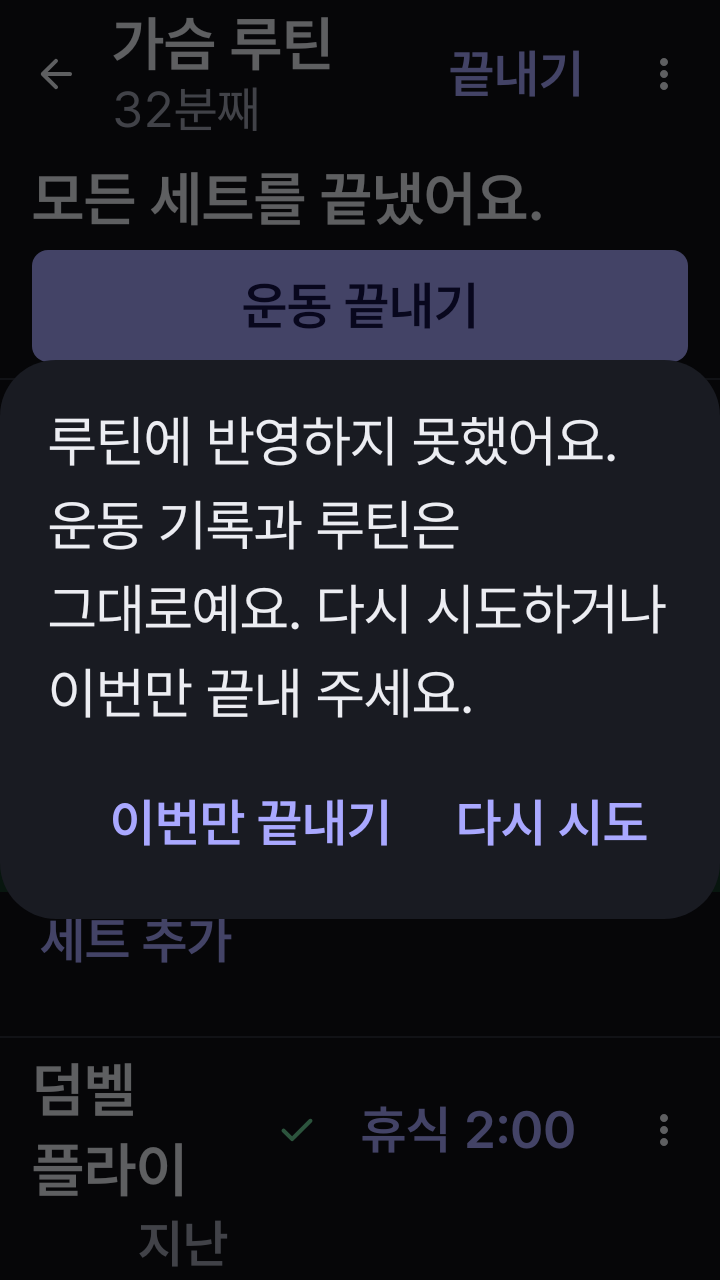 가슴 루틴
32분째
끝내기
모든 세트를 끝냈어요.
운동 끝내기
루틴에 반영하지 못했어요.
운동 기록과 루틴은
그대로예요. 다시 시도하거나
이번만 끝내 주세요.
이번만 끝내기
다시 시도
세트 추가
덤벨
플라이
휴식 2:00
지난